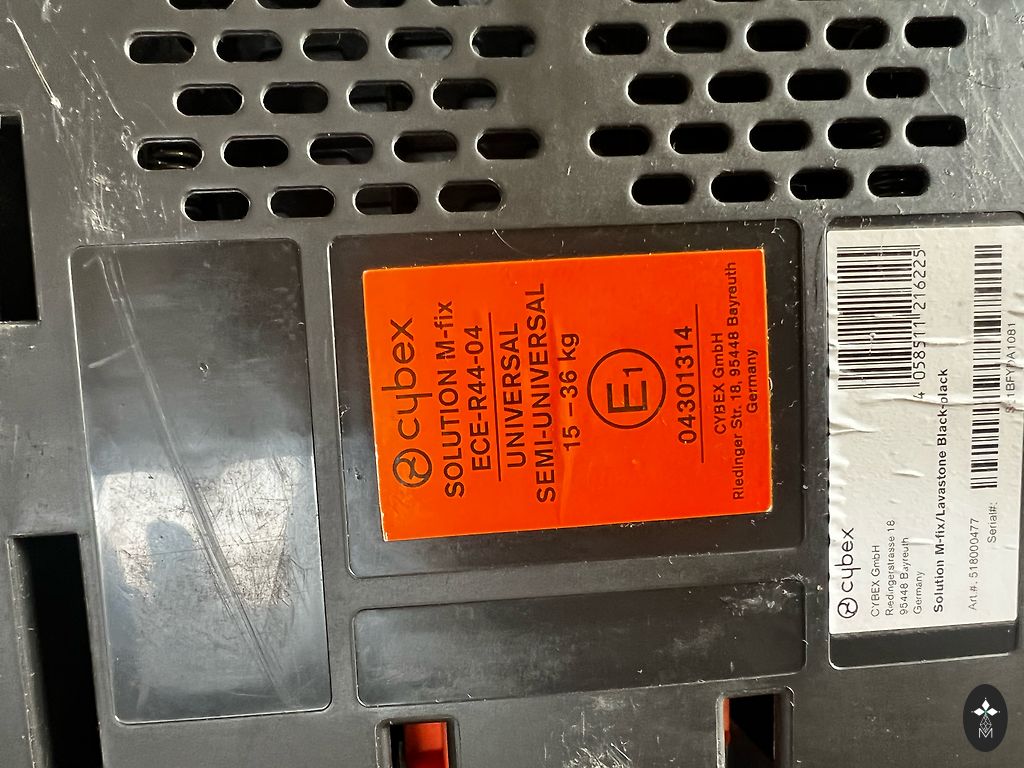 cybex
SOLUTION M-fix
ECE-R44-04
UNIVERSAL
SEMI-UNIVERSAL
15 – 36 kg
E1
04301314
CYBEX GmbH
Riedinger Str. 18, 95448 Bayreuth
Germany
cybex
CYBEX GmbH
Riedingerstrasse 18
95448 Bayreuth
Germany
4 058511 216225
Solution M-fix/Lavastone Black-black
Art.#. 518000477
Serial#:
M